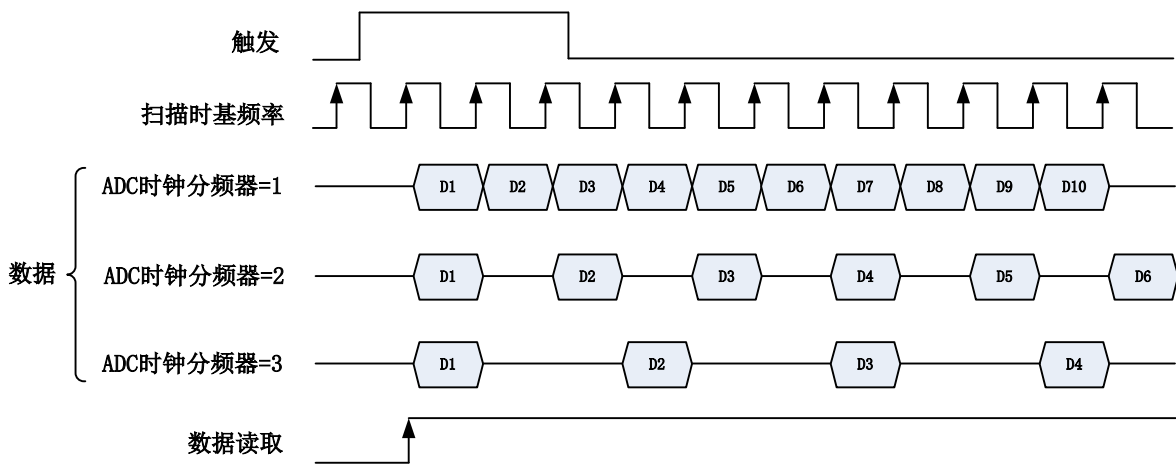 触发
扫描时基频率
数据
ADC时钟分频器=1
D1 D2 D3 D4 D5 D6 D7 D8 D9 D10
ADC时钟分频器=2
D1 D2 D3 D4 D5 D6
ADC时钟分频器=3
D1 D2 D3 D4
数据读取